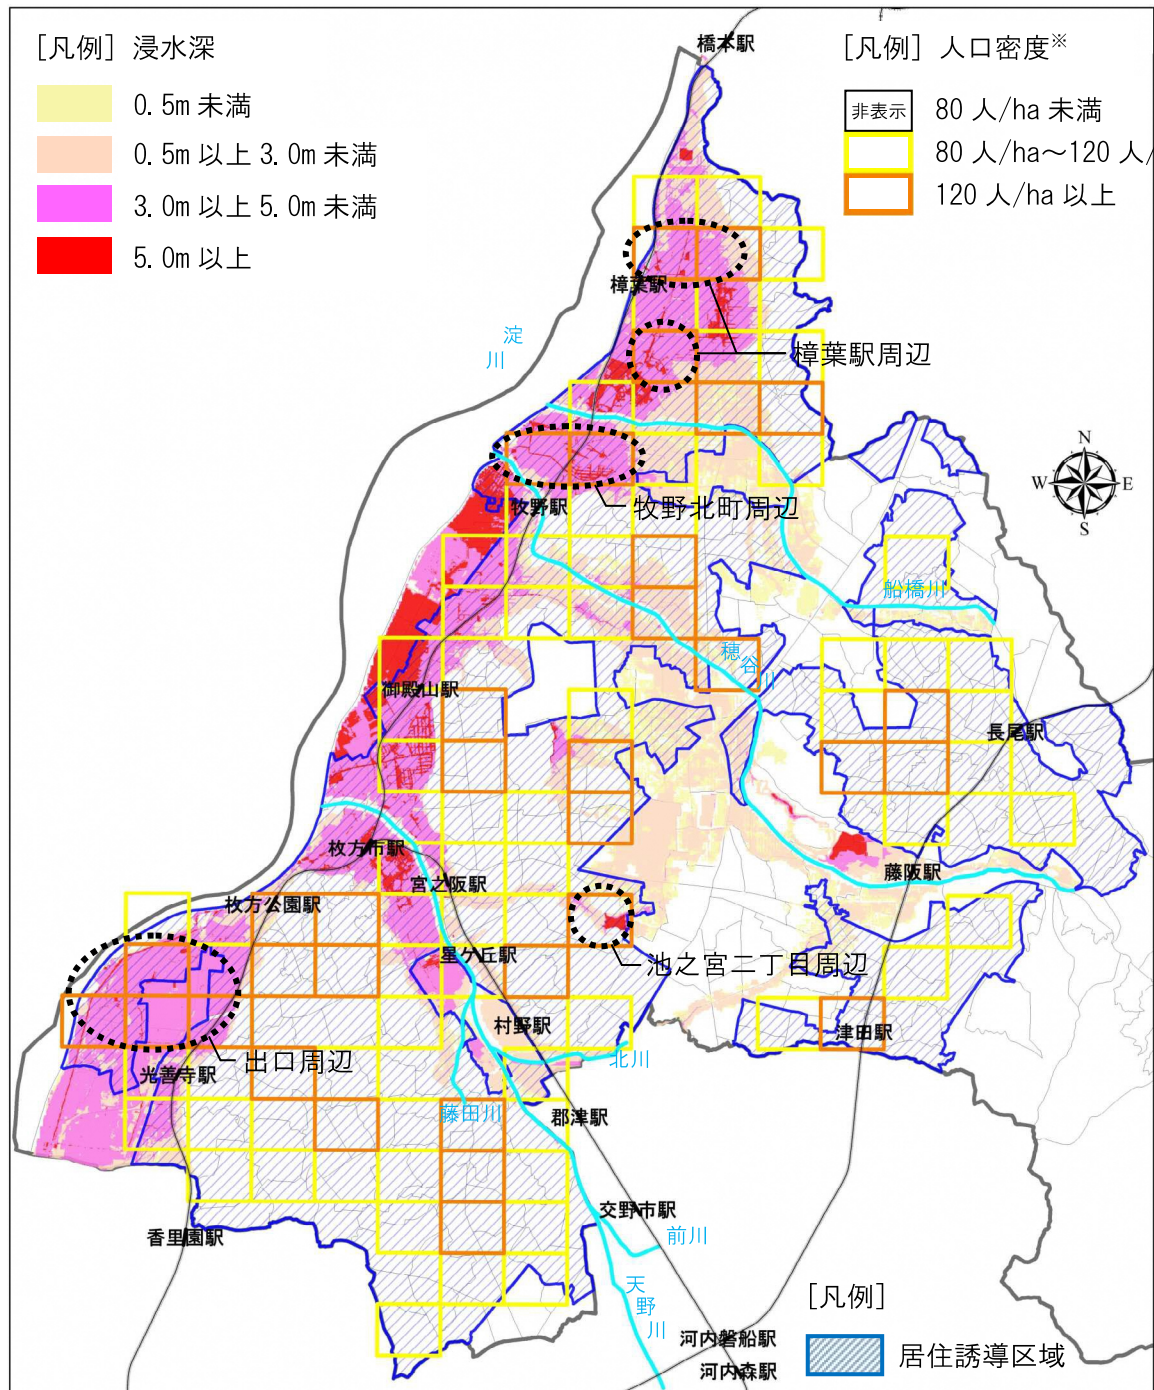 [凡例] 浸水深
0.5m 未満
0.5m 以上 3.0m 未満
3.0m 以上 5.0m 未満
5.0m 以上
[凡例] 人口密度※
非表示 80 人/ha 未満
80 人/ha～120 人/
120 人/ha 以上
橋本駅
樟葉駅
淀川
樟葉駅周辺
N
W E
S
牧野駅
牧野北町周辺
船橋川
穂谷川
御殿山駅
長尾駅
枚方市駅
宮之阪駅
藤阪駅
枚方公園駅
星ケ丘駅
池之宮二丁目周辺
村野駅
津田駅
出口周辺
北川
光善寺駅
藤田川
郡津駅
交野市駅
前川
香里園駅
天野川
[凡例]
河内磐船駅
居住誘導区域
河内森駅